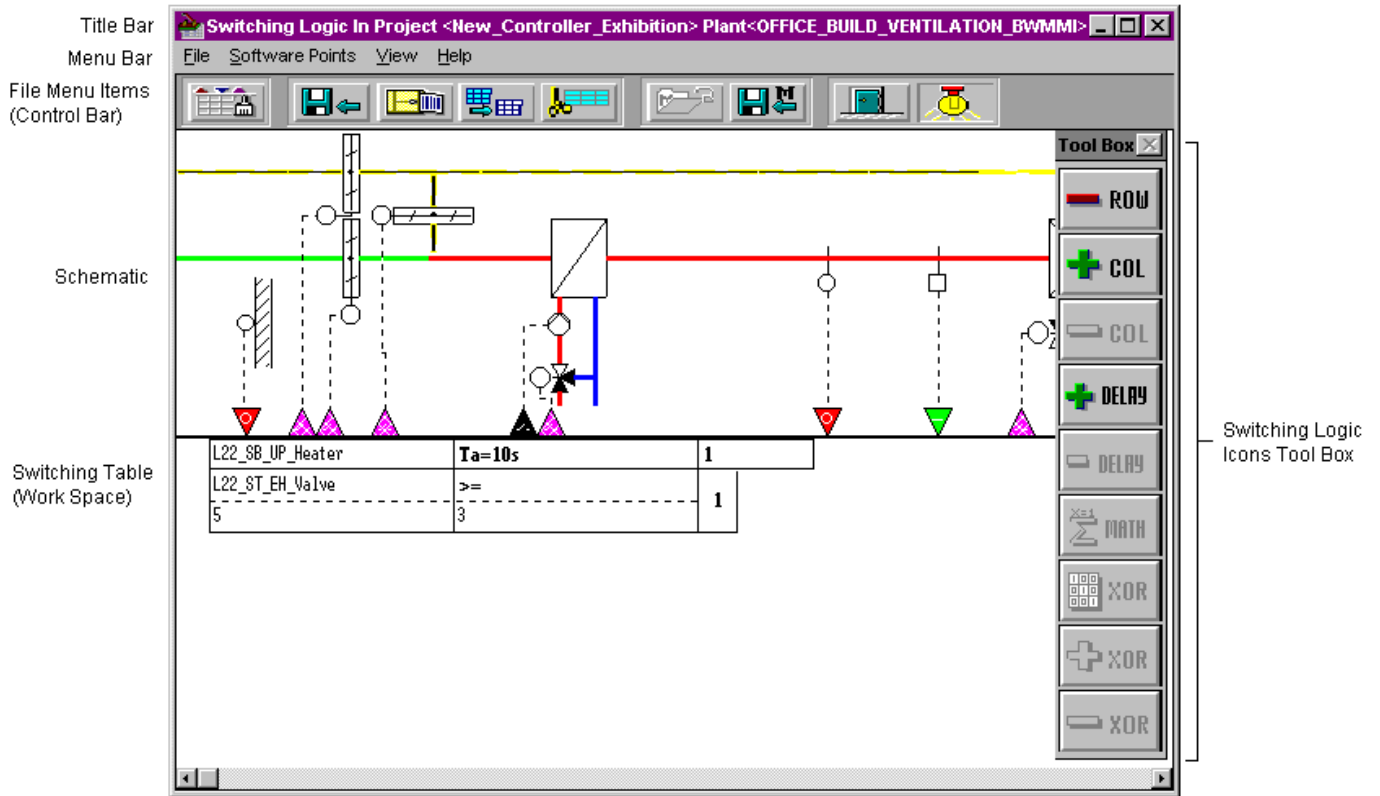 Title Bar
Switching Logic In Project <New_Controller_Exhibition> Plant<OFFICE_BUILD_VENTILATION_BWMMI>
Menu Bar
File Software Points View Help
File Menu Items
(Control Bar)
M
Tool Box
ROW
COL
COL
DELAY
DELAY
X=1
MATH
XOR
XOR
XOR
Schematic
Switching Table
(Work Space)
L22_SB_UP_Heater Ta=10s 1
L22_ST_EH_Valve >= 1
5 3
Switching Logic
Icons Tool Box